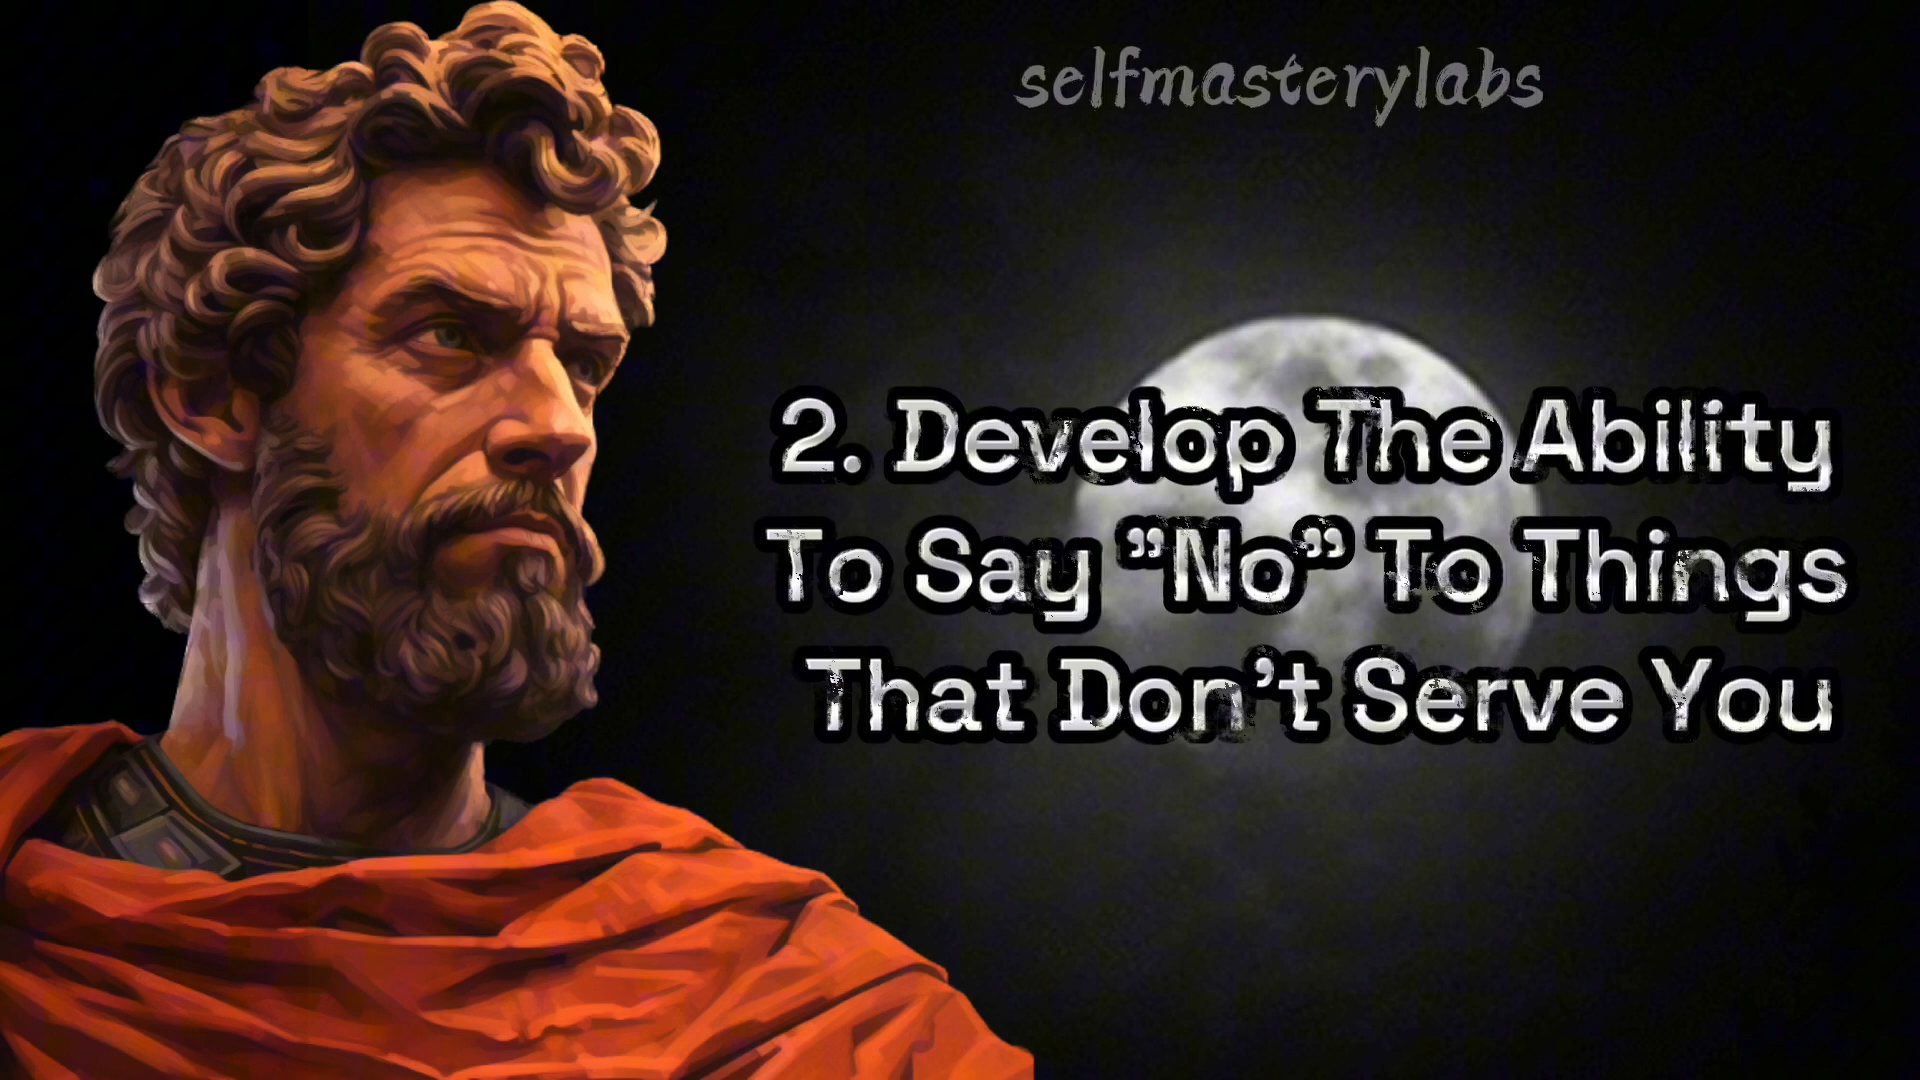 selfmasterylabs
2. Develop The Ability
To Say ”No” To Things
That Don’t Serve You